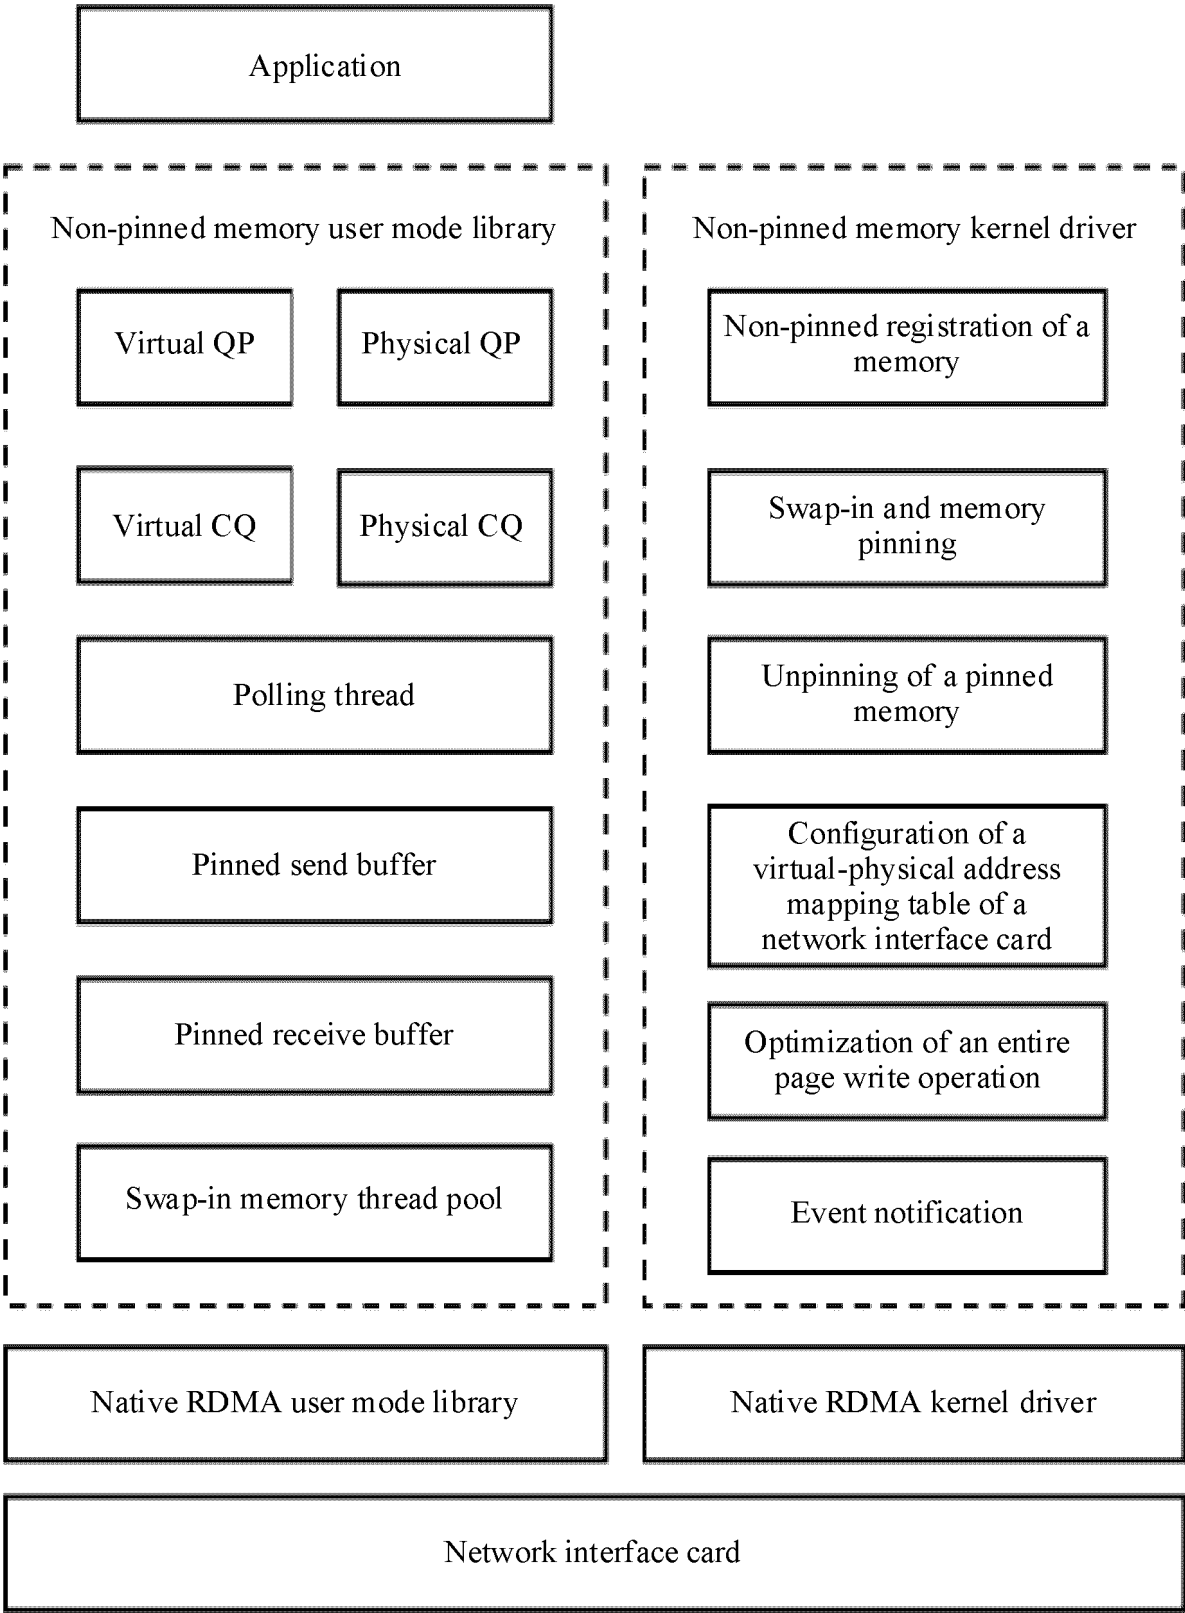 Application
Non-pinned memory user mode library
Virtual QP
Physical QP
Virtual CQ
Physical CQ
Polling thread
Pinned send buffer
Pinned receive buffer
Swap-in memory thread pool
Non-pinned memory kernel driver
Non-pinned registration of a
memory
Swap-in and memory
pinning
Unpinning of a pinned
memory
Configuration of a
virtual-physical address
mapping table of a
network interface card
Optimization of an entire
page write operation
Event notification
Native RDMA user mode library
Native RDMA kernel driver
Network interface card